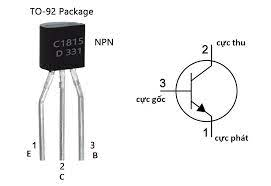 TO-92 Package
C1815
D 331
NPN
1
E
2
C
3
B
2
cực thu
3
cực gốc
1
cực phát